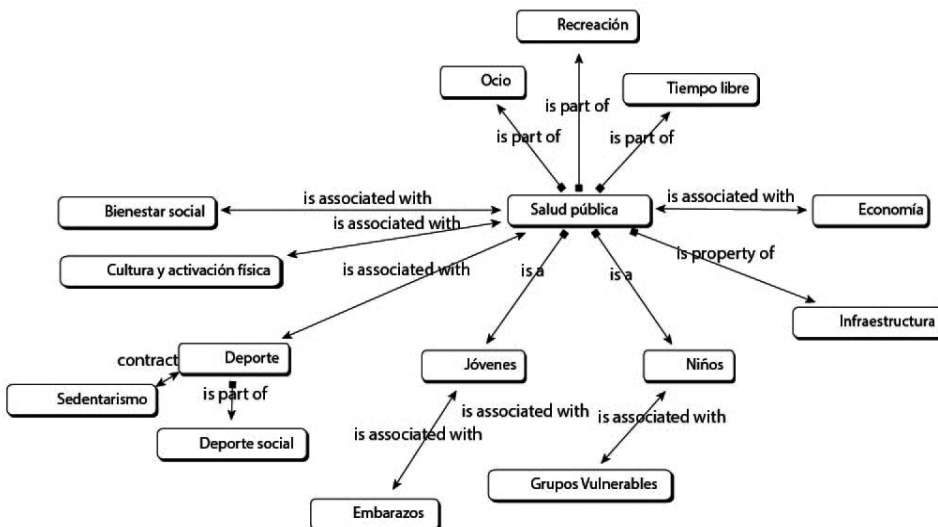 Recreación
Ocio
Tiempo libre
is part of
is part of
is part of
is associated with
is associated with
Bienestar social
Salud pública
Economía
is associated with
Cultura y activación física
is associated with
is a
is a
is property of
Infraestructura
contract
Deporte
Jóvenes
Niños
Sedentarismo
is part of
is associated with
is associated with
is associated with
Deporte social
Grupos Vulnerables
Embarazos